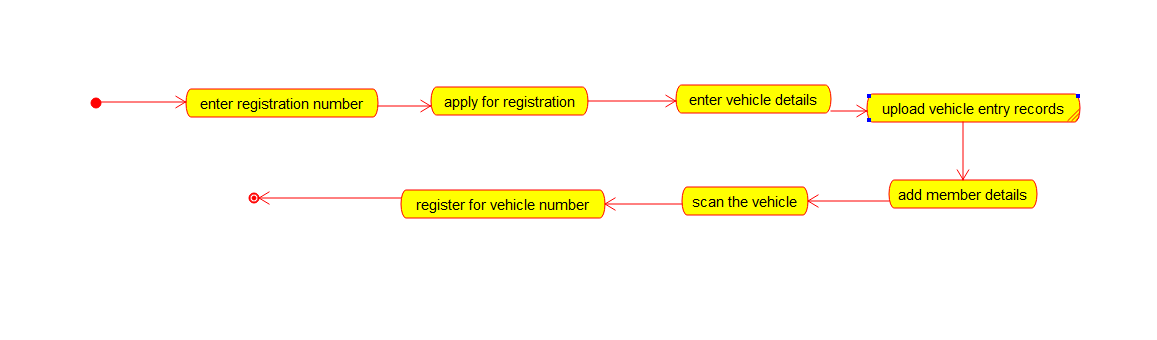 enter registration number
apply for registration
enter vehicle details
upload vehicle entry records
add member details
scan the vehicle
register for vehicle number